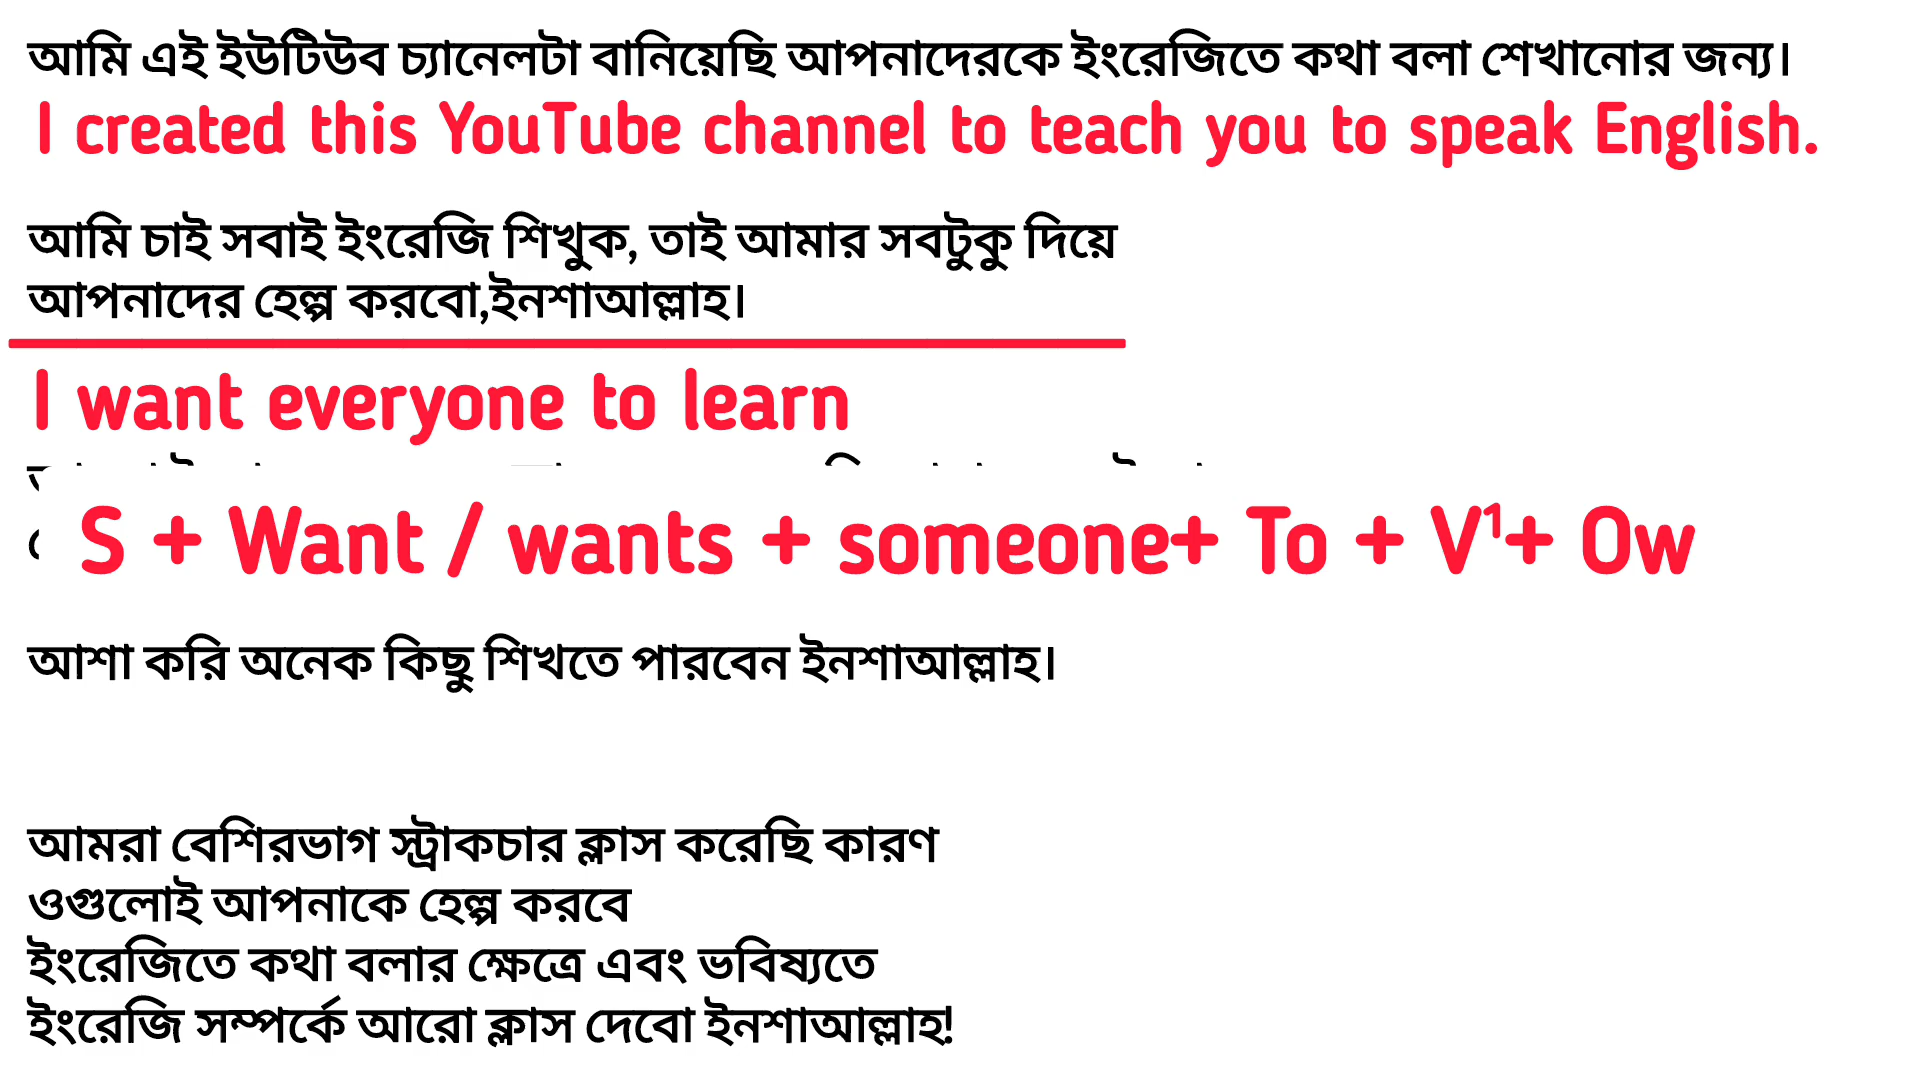 আমি এই ইউটিউব চ্যানেলটা বানিয়েছি আপনাদেরকে ইংরেজিতে কথা বলা শেখানোর জন্য।
I created this YouTube channel to teach you to speak English.
আমি চাই সবাই ইংরেজি শিখুক, তাই আমার সবটুকু দিয়ে
আপনাদের হেল্প করবো,ইনশাআল্লাহ।
I want everyone to learn
S + Want / wants + someone+ To + V¹+ Ow
আশা করি অনেক কিছু শিখতে পারবেন ইনশাআল্লাহ।
আমরা বেশিরভাগ স্ট্রাকচার ক্লাস করেছি কারণ
ওগুলোই আপনাকে হেল্প করবে
ইংরেজিতে কথা বলার ক্ষেত্রে এবং ভবিষ্যতে
ইংরেজি সম্পর্কে আরো ক্লাস দেবো ইনশাআল্লাহ!